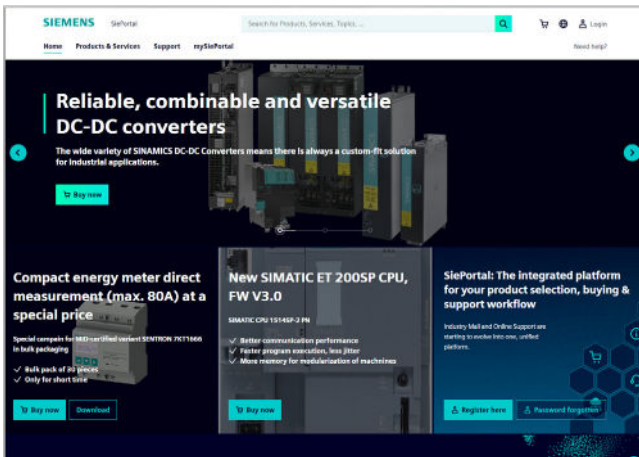 SIEMENS SiePortal
Search for Products, Services, Topics, ...
Login
Home Products & Services Support mySiePortal
Need help?
Reliable, combinable and versatile
DC-DC converters
The wide variety of SINAMICS DC-DC Converters means there is always a custom-fit solution
for industrial applications.
Buy now
Compact energy meter direct
measurement (max. 80A) at a
special price
Special campain for MID-certified variant SENTRON 7KT1666
in bulk packaging
Bulk pack of 30 pieces
Only for short time
Buy now Download
New SIMATIC ET 200SP CPU,
FW V3.0
SIMATIC CPU 1514SP-2 PN
Better communication performance
Faster program execution, less jitter
More memory for modularization of machnines
Buy now
SiePortal: The integrated platform
for your product selection, buying &
support workflow
Industry Mall and Online Support are
starting to evolve into one, unified
platform.
Register here Password forgotten